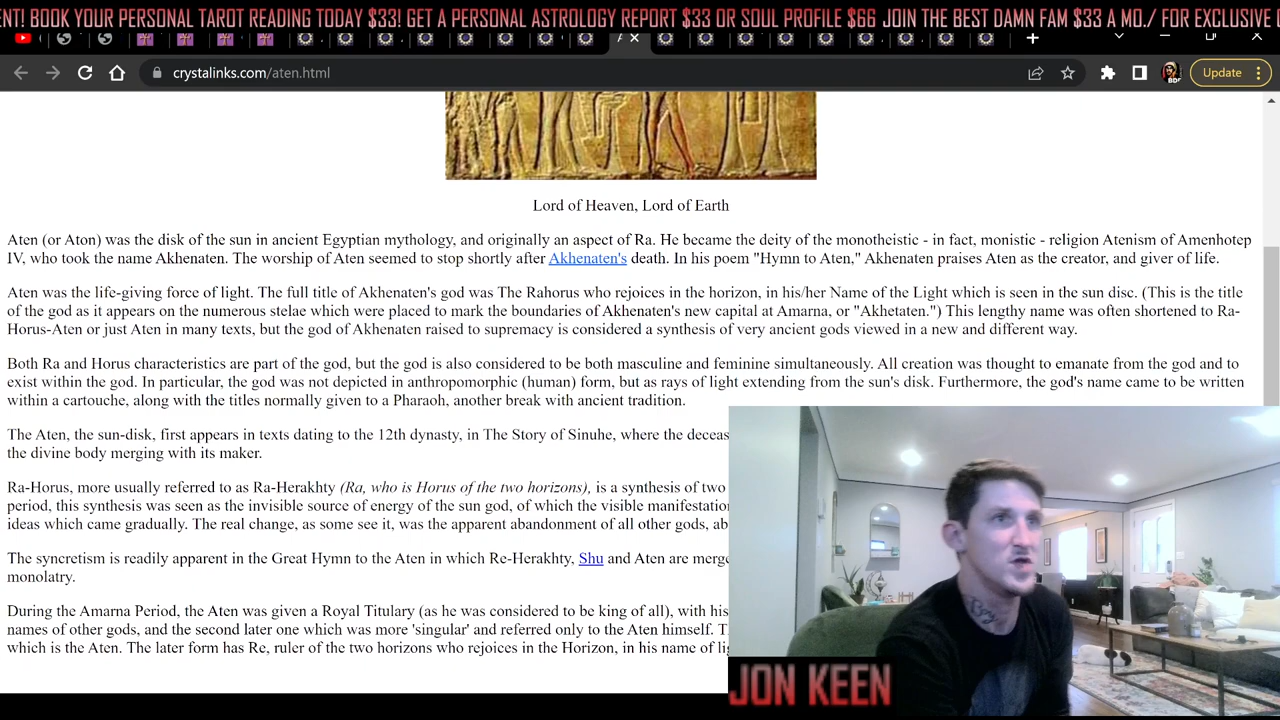 ENT! BOOK YOUR PERSONAL TAROT READING TODAY $33! GET A PERSONAL ASTROLOGY REPORT $33 OR SOUL PROFILE $66 JOIN THE BEST DAMN FAM $33 A MO./ FOR EXCLUSIVE
crystalinks.com/aten.html
BDF
Update
Lord of Heaven, Lord of Earth
Aten (or Aton) was the disk of the sun in ancient Egyptian mythology, and originally an aspect of Ra. He became the deity of the monotheistic - in fact, monistic - religion Atenism of Amenhotep
IV, who took the name Akhenaten. The worship of Aten seemed to stop shortly after Akhenaten's death. In his poem "Hymn to Aten," Akhenaten praises Aten as the creator, and giver of life.
Aten was the life-giving force of light. The full title of Akhenaten's god was The Rahorus who rejoices in the horizon, in his/her Name of the Light which is seen in the sun disc. (This is the title
of the god as it appears on the numerous stelae which were placed to mark the boundaries of Akhenaten's new capital at Amarna, or "Akhetaten.") This lengthy name was often shortened to Ra-
Horus-Aten or just Aten in many texts, but the god of Akhenaten raised to supremacy is considered a synthesis of very ancient gods viewed in a new and different way.
Both Ra and Horus characteristics are part of the god, but the god is also considered to be both masculine and feminine simultaneously. All creation was thought to emanate from the god and to
exist within the god. In particular, the god was not depicted in anthropomorphic (human) form, but as rays of light extending from the sun's disk. Furthermore, the god's name came to be written
within a cartouche, along with the titles normally given to a Pharaoh, another break with ancient tradition.
The Aten, the sun-disk, first appears in texts dating to the 12th dynasty, in The Story of Sinuhe, where the deceas
the divine body merging with its maker.
Ra-Horus, more usually referred to as Ra-Herakhty (Ra, who is Horus of the two horizons), is a synthesis of two
period, this synthesis was seen as the invisible source of energy of the sun god, of which the visible manifestatio
ideas which came gradually. The real change, as some see it, was the apparent abandonment of all other gods, ab
The syncretism is readily apparent in the Great Hymn to the Aten in which Re-Herakhty, Shu and Aten are merge
monolatry.
During the Amarna Period, the Aten was given a Royal Titulary (as he was considered to be king of all), with his
names of other gods, and the second later one which was more 'singular' and referred only to the Aten himself. T
which is the Aten. The later form has Re, ruler of the two horizons who rejoices in the Horizon, in his name of lig
JON KEEN